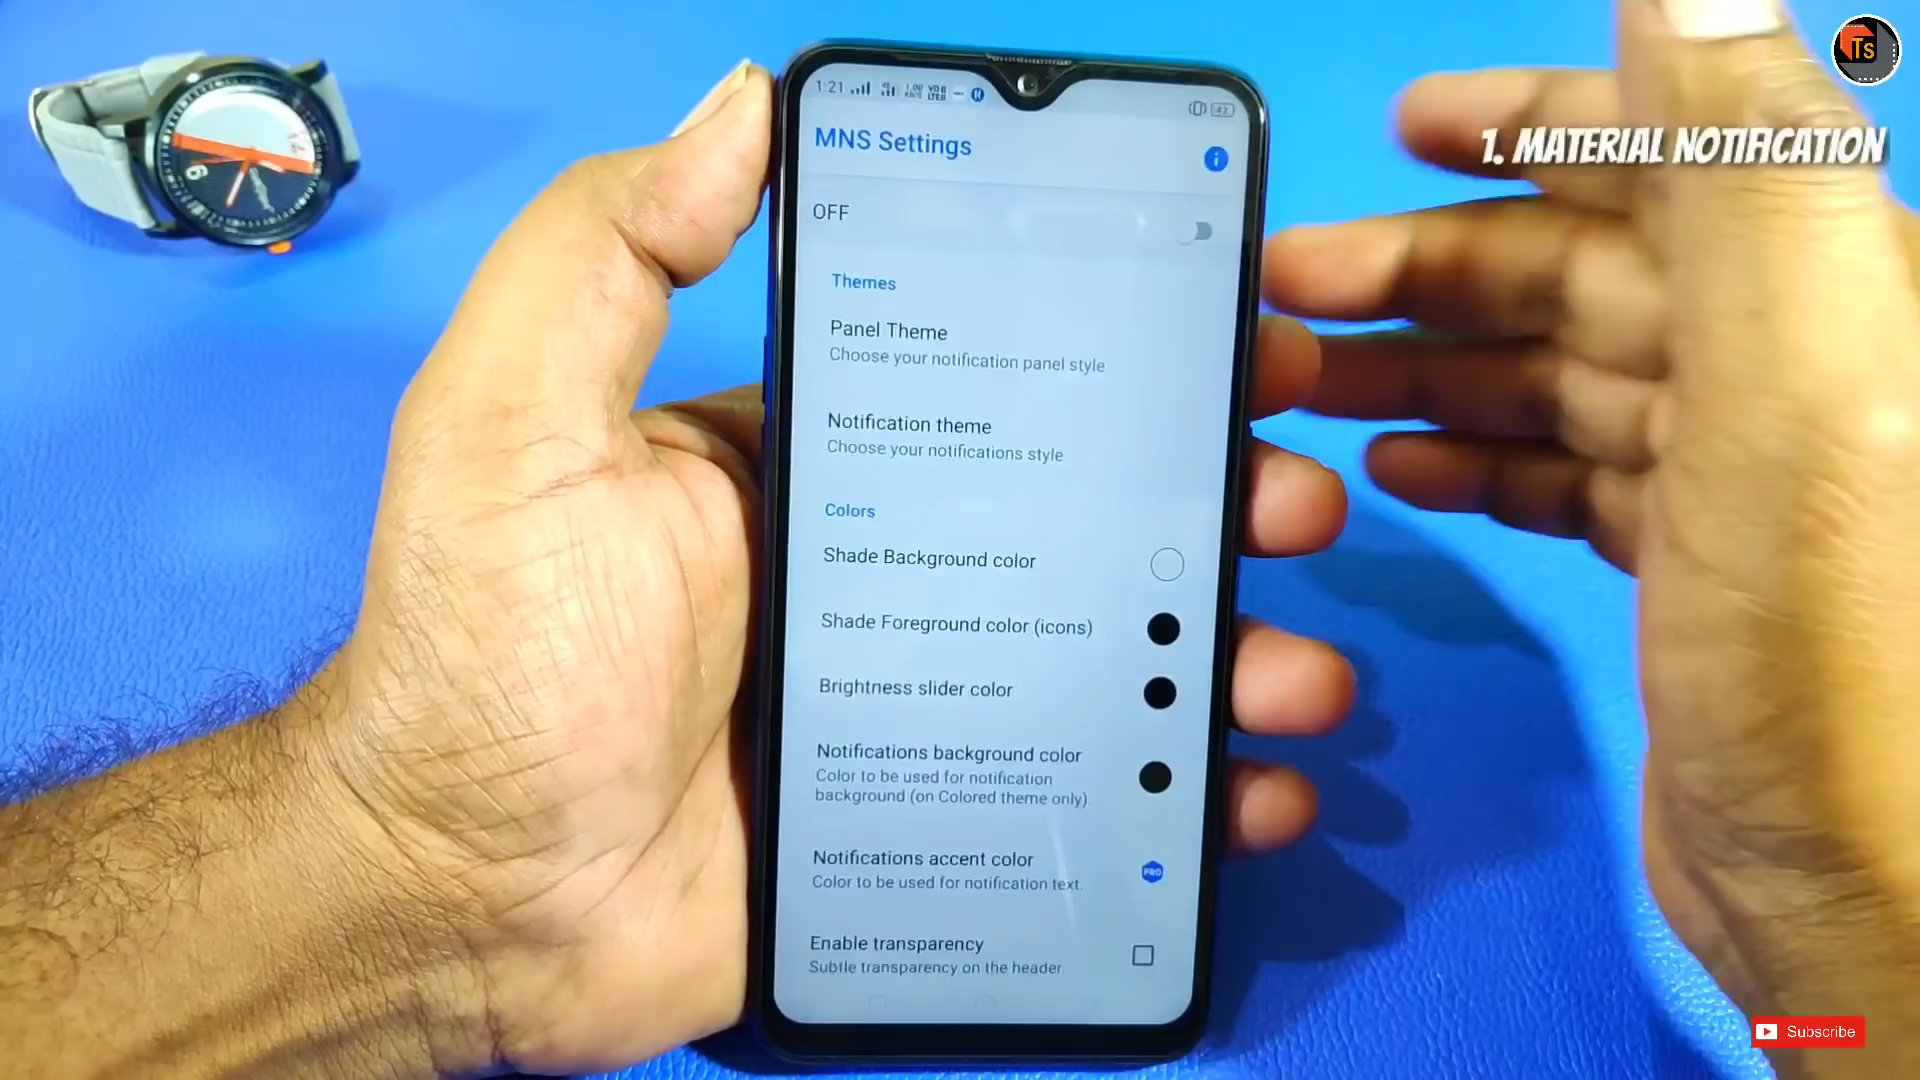 Ts
1. MATERIAL NOTIFICATION
6
1:21
42
MNS Settings
OFF
Themes
Panel Theme
Choose your notification panel style
Notification theme
Choose your notifications style
Colors
Shade Background color
Shade Foreground color (icons)
Brightness slider color
Notifications background color
Color to be used for notification
background (on Colored theme only).
Notifications accent color
PRO
Color to be used for notification text.
Enable transparency
Subtle transparency on the header
Subscribe